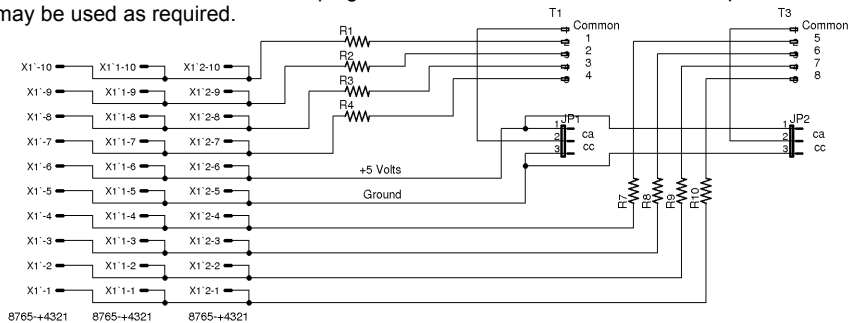 may be used as required.
T1
T3
Common
Common
R1
1
5
R2
2
6
R3
3
7
R4
4
8
X1`-10 X1`1-10 X1`2-10
X1`-9 X1`1-9 X1`2-9
X1`-8 X1`1-8 X1`2-8
X1`-7 X1`1-7 X1`2-7
X1`-6 X1`1-6 X1`2-6
X1`-5 X1`1-5 X1`2-5
X1`-4 X1`1-4 X1`2-4
X1`-3 X1`1-3 X1`2-3
X1`-2 X1`1-2 X1`2-2
X1`-1 X1`1-1 X1`2-1
JP1
1
2 ca
3 cc
JP2
1
2 ca
3 cc
+5 Volts
Ground
R7 R8 R9 R10
8765-+4321 8765-+4321 8765-+4321